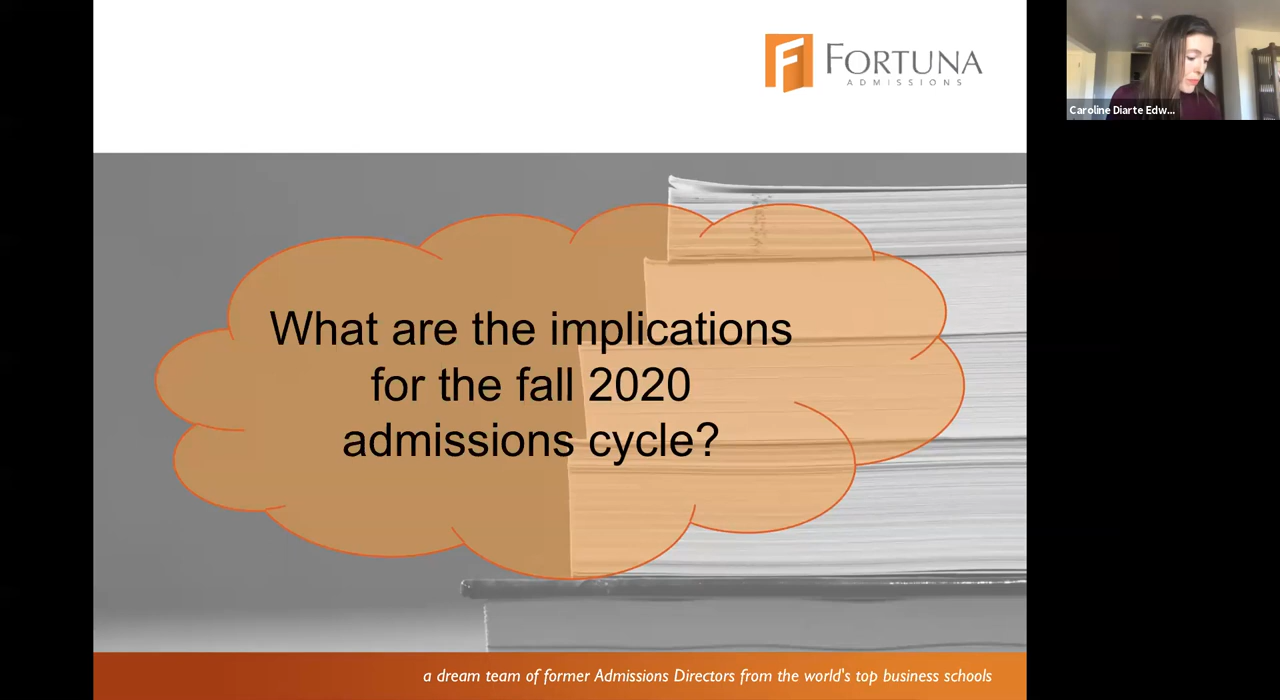 FORTUNA
ADMISSIONS
Caroline Diarte Edw...
What are the implications
for the fall 2020
admissions cycle?
a dream team of former Admissions Directors from the world's top business schools